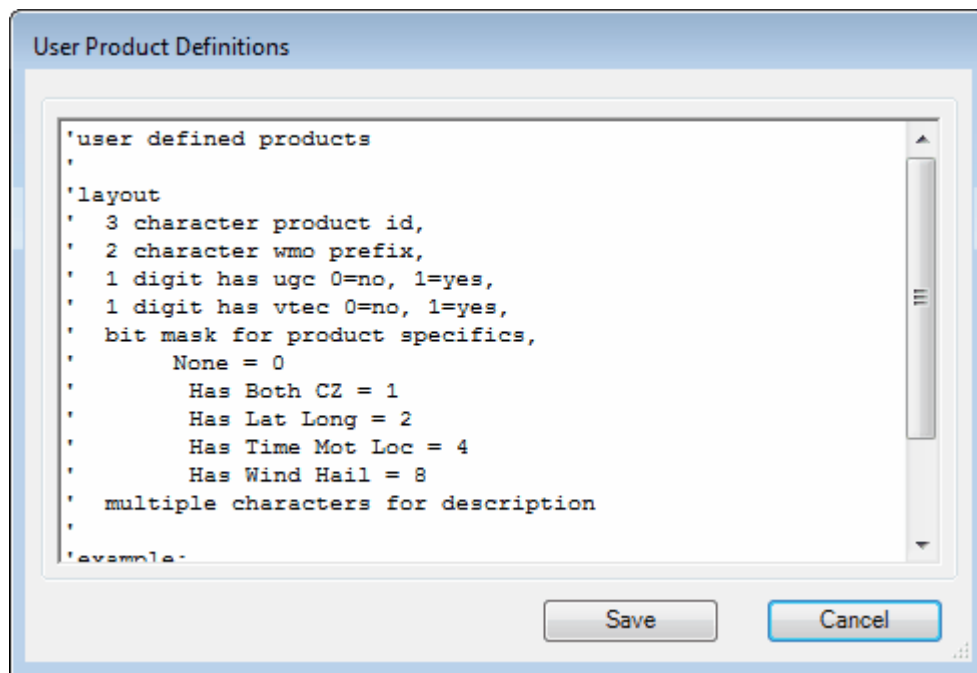 User Product Definitions
'user defined products
'
'layout
'  3 character product id,
'  2 character wmo prefix,
'  1 digit has ugc 0=no, 1=yes,
'  1 digit has vtec 0=no, 1=yes,
'  bit mask for product specifics,
'       None = 0
'        Has Both CZ = 1
'        Has Lat Long = 2
'        Has Time Mot Loc = 4
'        Has Wind Hail = 8
'  multiple characters for description
'
'example:
Save
Cancel